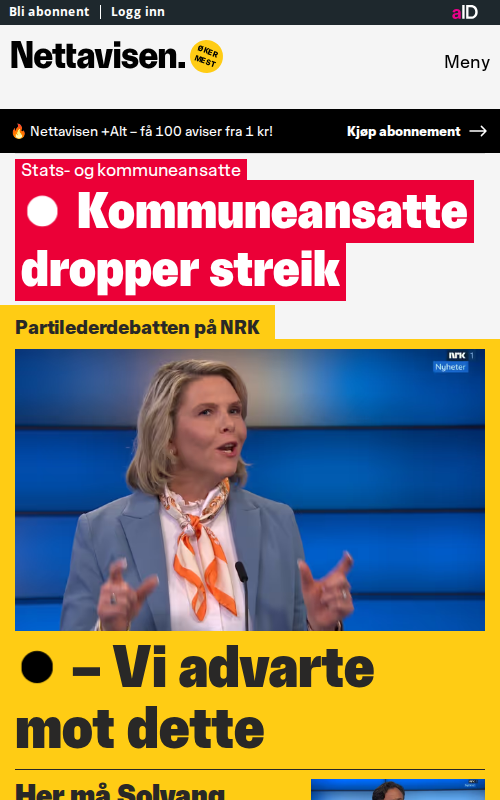 Bli abonnent | Logg inn
aID
Nettavisen.
ØKER
MEST
Meny
🔥 Nettavisen +Alt – få 100 aviser fra 1 kr!
Kjøp abonnement →
Stats- og kommuneansatte
Kommuneansatte
dropper streik
Partilederdebatten på NRK
NRK 1
Nyheter
– Vi advarte
mot dette
Her må Solvang